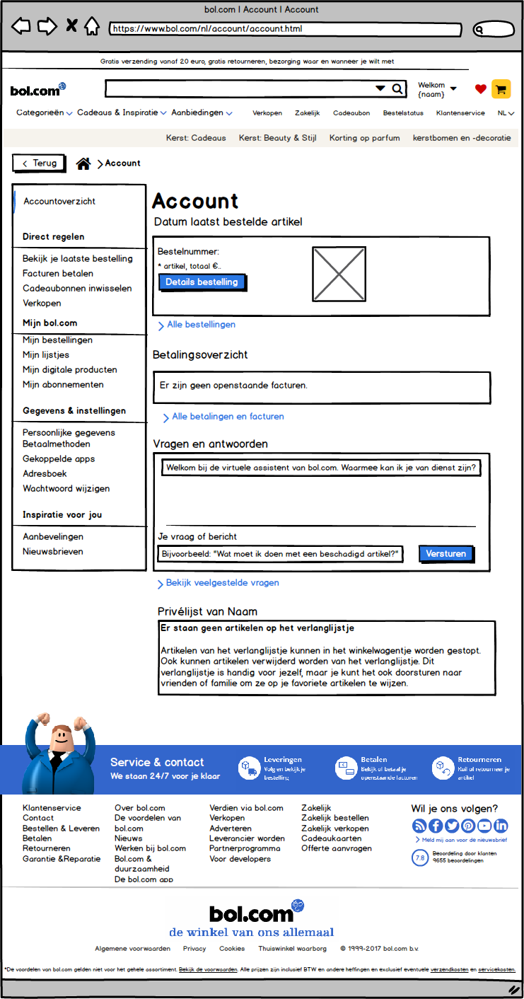 bol.com | Account | Account
https://www.bol.com/nl/account/account.html
Gratis verzending vanaf 20 euro, gratis retourneren, bezorging waar en wanneer je wilt met
bol.com
Welkom
{naam}
Categorieën Cadeaus & Inspiratie Aanbiedingen Verkopen Zakelijk Cadeaubon Bestelstatus Klantenservice NL
Kerst: Cadeaus Kerst: Beauty & Stijl Korting op parfum kerstbomen en -decoratie
Terug
Account
Accountoverzicht
Direct regelen
Bekijk je laatste bestelling
Facturen betalen
Cadeaubonnen inwisselen
Verkopen
Mijn bol.com
Mijn bestellingen
Mijn lijstjes
Mijn digitale producten
Mijn abonnementen
Gegevens & instellingen
Persoonlijke gegevens
Betaalmethoden
Gekoppelde apps
Adresboek
Wachtwoord wijzigen
Inspiratie voor jou
Aanbevelingen
Nieuwsbrieven
Account
Datum laatst bestelde artikel
Bestelnummer:
* artikel, totaal €..
Details bestelling
Alle bestellingen
Betalingsoverzicht
Er zijn geen openstaande facturen.
Alle betalingen en facturen
Vragen en antwoorden
Welkom bij de virtuele assistent van bol.com. Waarmee kan ik je van dienst zijn?
Je vraag of bericht
Bijvoorbeeld: "Wat moet ik doen met een beschadigd artikel?"
Versturen
Bekijk veelgestelde vragen
Privélijst van Naam
Er staan geen artikelen op het verlanglijstje
Artikelen van het verlanglijstje kunnen in het winkelwagentje worden gestopt.
Ook kunnen artikelen verwijderd worden van het verlanglijstje. Dit
verlanglijstje is handig voor jezelf, maar je kunt het ook doorsturen naar
vrienden of familie om ze op je favoriete artikelen te wijzen.
Service & contact
We staan 24/7 voor je klaar
Leveringen
Volg en bekijk je
bestelling
Betalen
Bekijk of betaal je
openstaande facturen
Retourneren
Ruil of retourneer je
artikel
Klantenservice
Contact
Bestellen & Leveren
Betalen
Retourneren
Garantie &Reparatie
Over bol.com
De voordelen van
bol.com
Nieuws
Werken bij bol.com
Bol.com &
duurzaamheid
De bol.com app
Verdien via bol.com
Verkopen
Adverteren
Leverancier worden
Partnerprogramma
Voor developers
Zakelijk
Zakelijk bestellen
Zakelijk verkopen
Cadeaukaarten
Offerte aanvragen
Wil je ons volgen?
Meld mij aan voor de nieuwsbrief
7.8
Beoordeling door klanten
9655 beoordelingen
bol.com
de winkel van ons allemaal
Algemene voorwaarden Privacy Cookies Thuiswinkel waarborg © 1999-2017 bol.com b.v.
*De voordelen van bol.com gelden niet voor het gehele assortiment. Bekijk de voorwaarden. Alle prijzen zijn inclusief BTW en andere heffingen en exclusief eventuele verzendkosten en servicekosten.